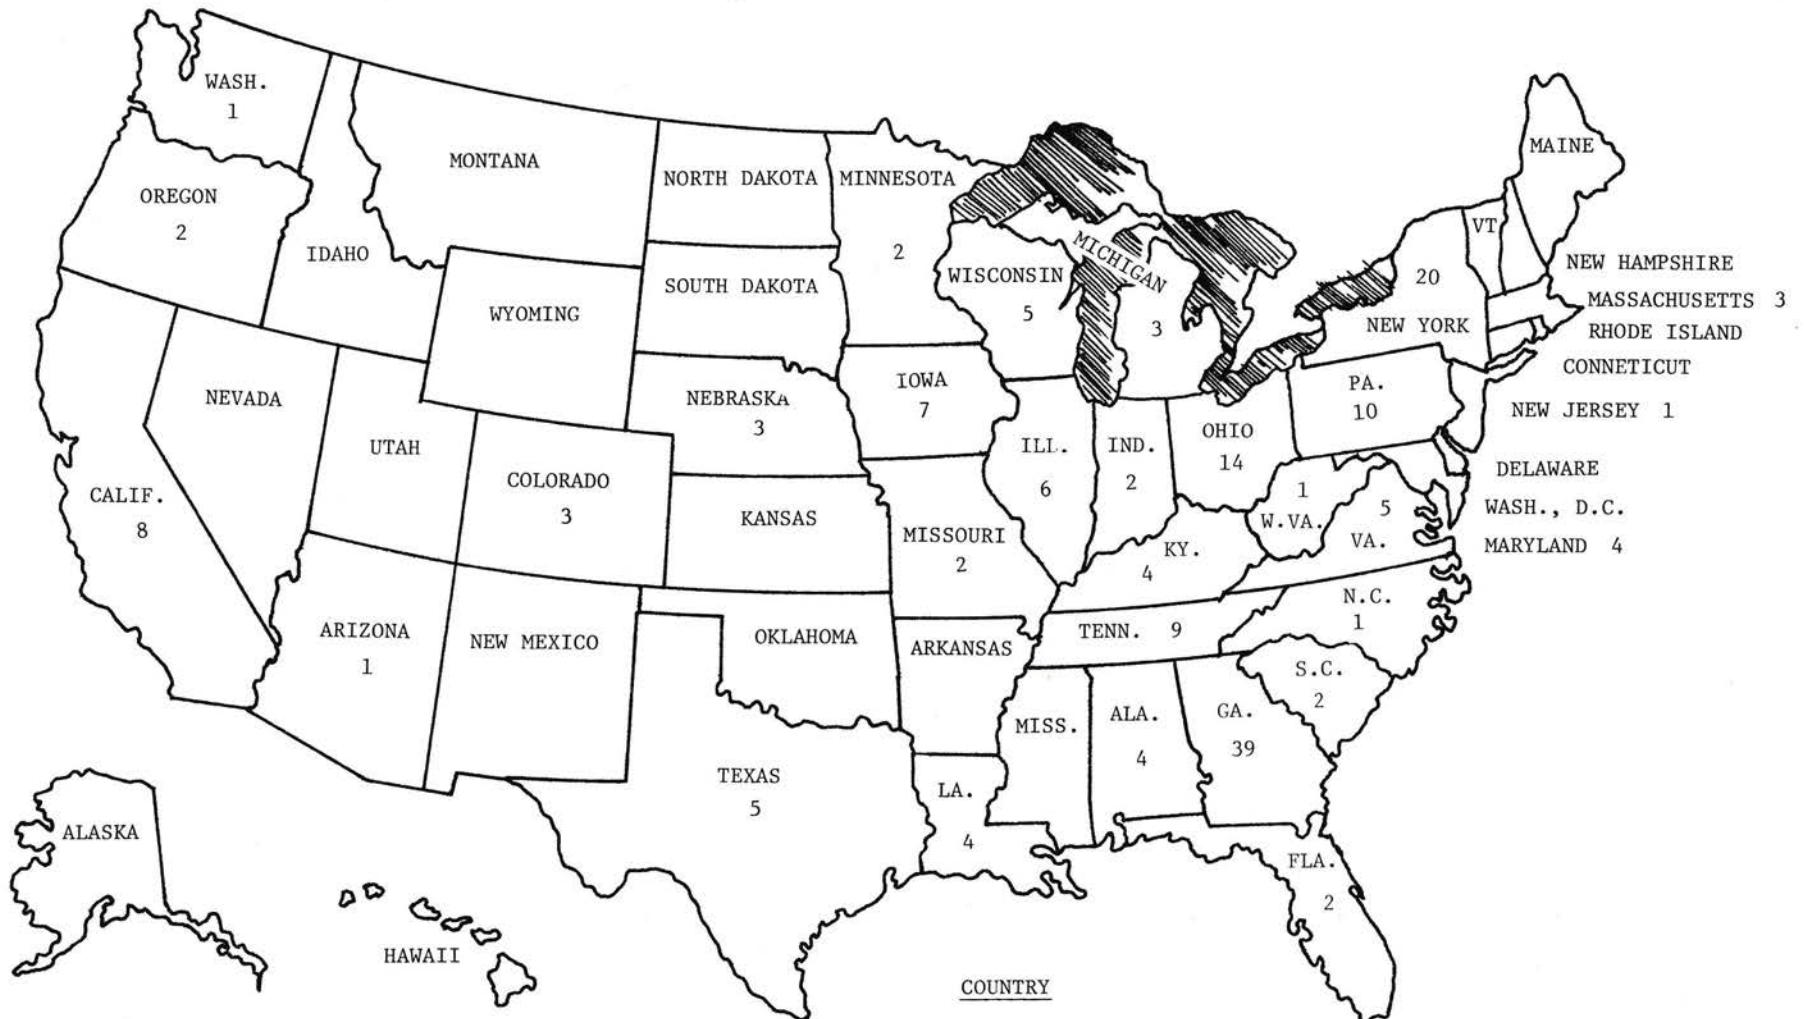 WASH.
1
OREGON
2
CALIF.
8
NEVADA
IDAHO
MONTANA
WYOMING
UTAH
COLORADO
3
ARIZONA
1
NEW MEXICO
NORTH DAKOTA
SOUTH DAKOTA
NEBRASKA
3
KANSAS
OKLAHOMA
TEXAS
5
MINNESOTA
2
IOWA
7
MISSOURI
2
ARKANSAS
LA.
4
WISCONSIN
5
MICHIGAN
3
ILL.
6
IND.
2
OHIO
14
KY.
4
TENN. 9
MISS.
ALA.
4
GA.
39
FLA.
2
S.C.
2
N.C.
1
VA.
5
W.VA.
1
PA.
10
NEW YORK
20
VT
MAINE
NEW HAMPSHIRE
MASSACHUSETTS 3
RHODE ISLAND
CONNETICUT
NEW JERSEY 1
DELAWARE
WASH., D.C.
MARYLAND 4
ALASKA
HAWAII
COUNTRY